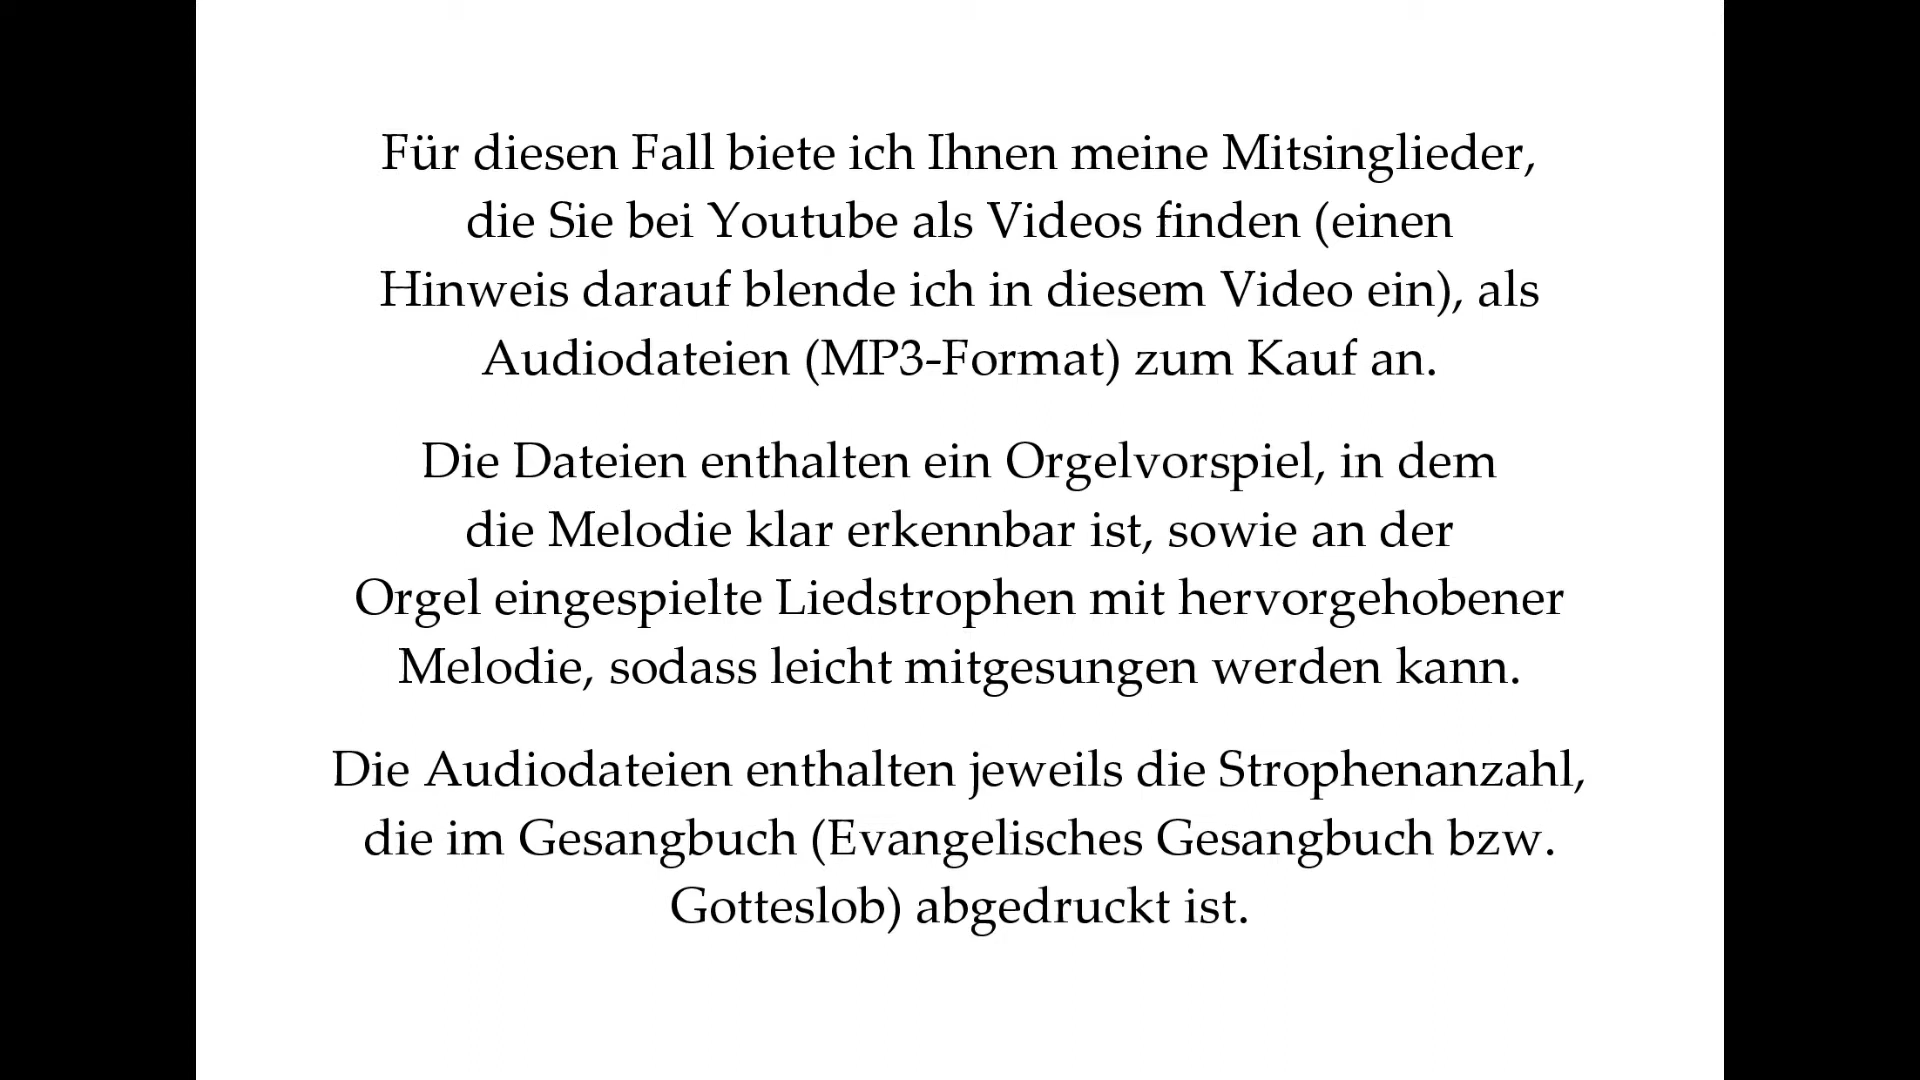 Für diesen Fall biete ich Ihnen meine Mitsinglieder,
die Sie bei Youtube als Videos finden (einen
Hinweis darauf blende ich in diesem Video ein), als
Audiodateien (MP3-Format) zum Kauf an.
Die Dateien enthalten ein Orgelvorspiel, in dem
die Melodie klar erkennbar ist, sowie an der
Orgel eingespielte Liedstrophen mit hervorgehobener
Melodie, sodass leicht mitgesungen werden kann.
Die Audiodateien enthalten jeweils die Strophenanzahl,
die im Gesangbuch (Evangelisches Gesangbuch bzw.
Gotteslob) abgedruckt ist.